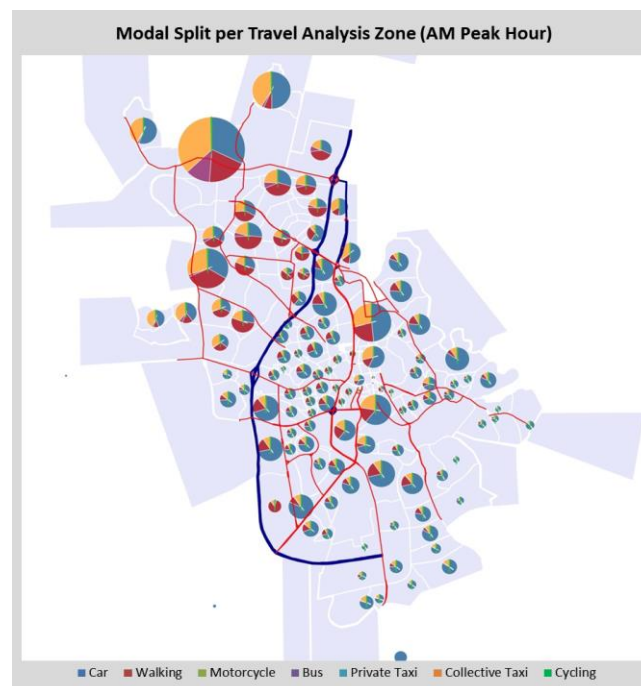 Modal Split per Travel Analysis Zone (AM Peak Hour)
Car Walking Motorcycle Bus Private Taxi Collective Taxi Cycling